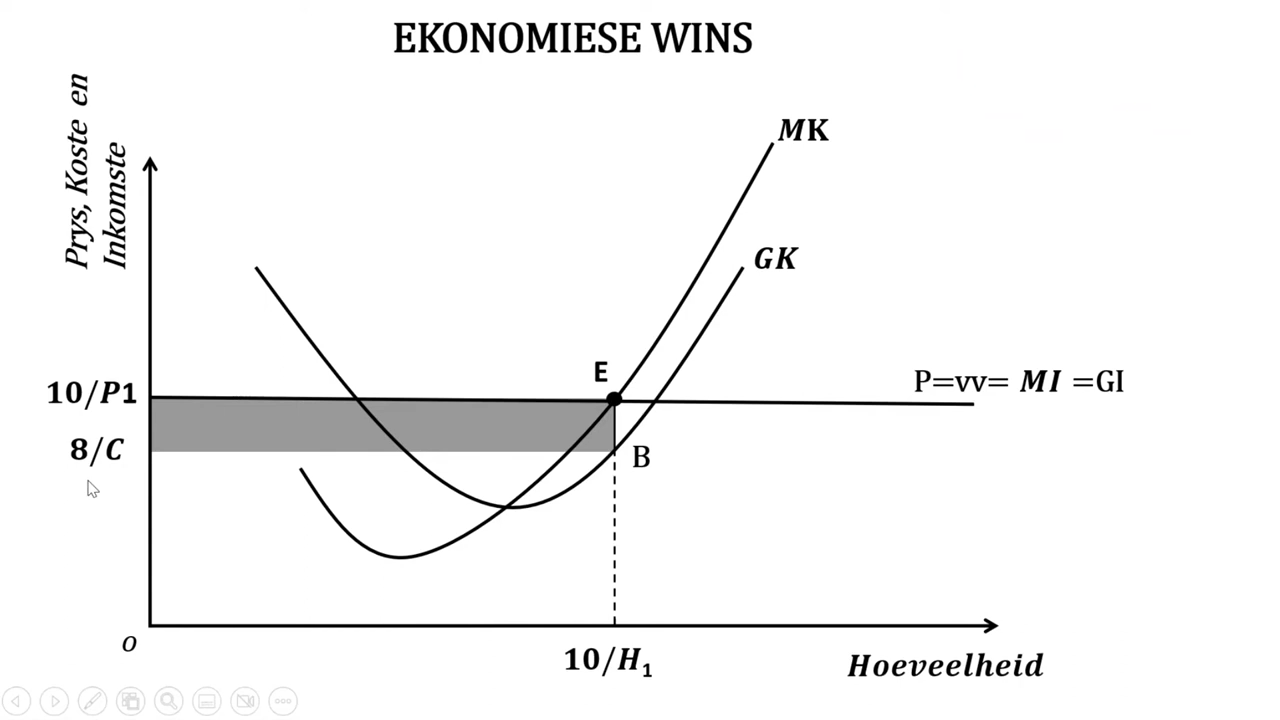 EKONOMIESE WINS
Prys, Koste en
Inkomste
MK
GK
E
10/P1
P=vv= MI =GI
8/C
B
O
10/H₁
Hoeveelheid